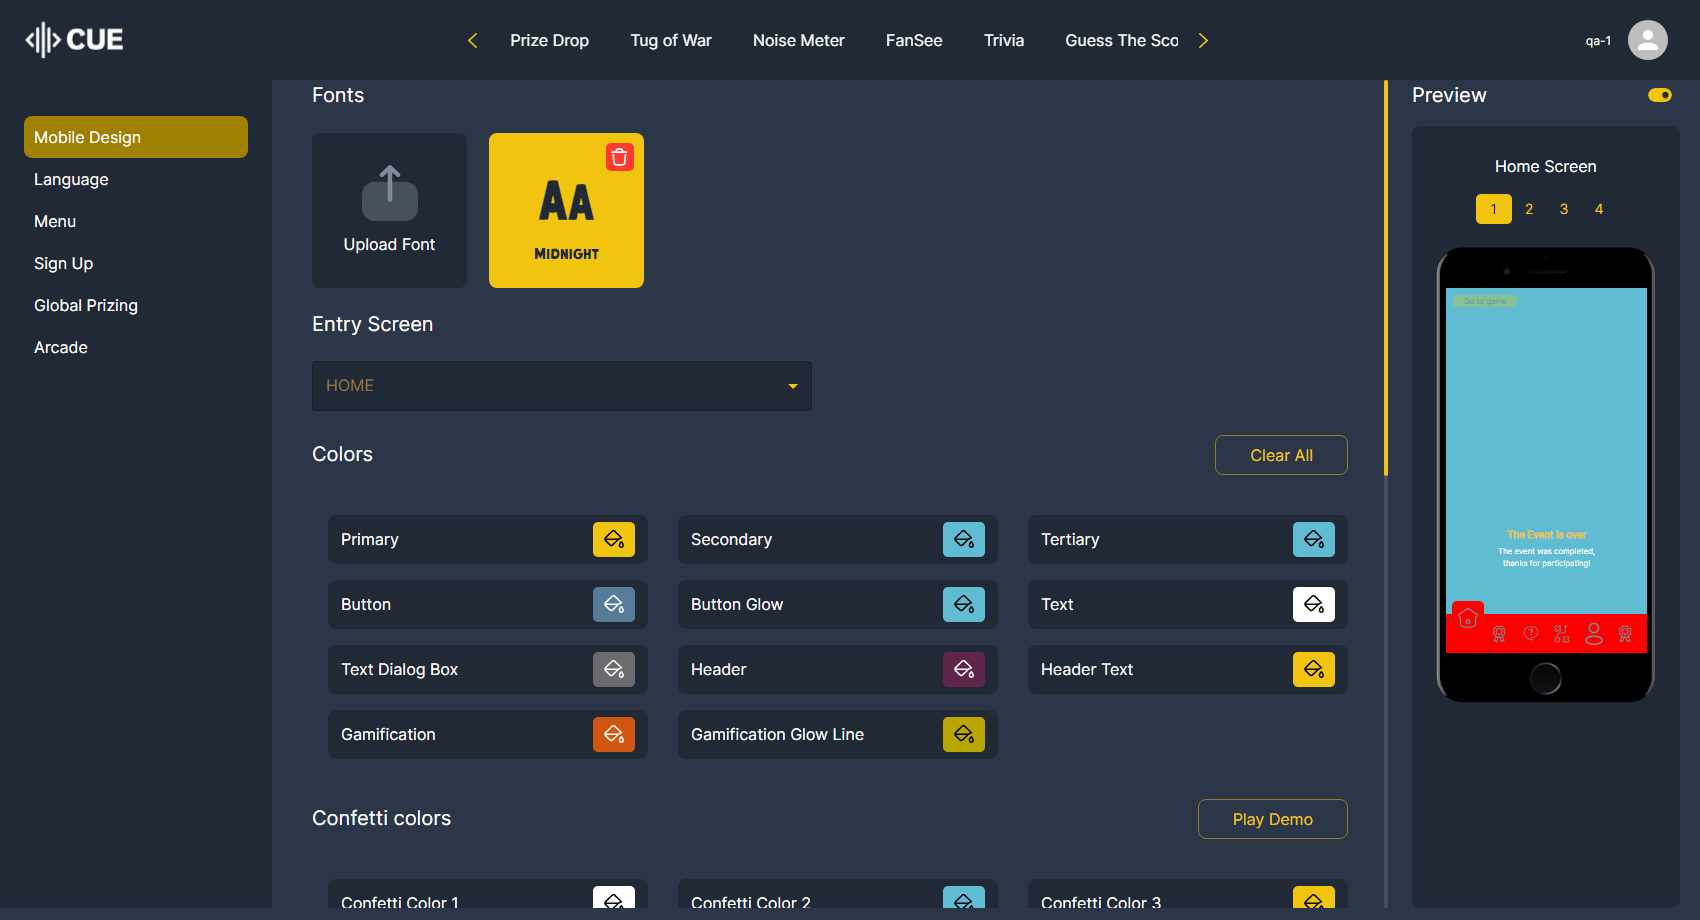 CUE
Prize Drop
Tug of War
Noise Meter
FanSee
Trivia
Guess The Sco
qa-1
Mobile Design
Language
Menu
Sign Up
Global Prizing
Arcade
Fonts
Upload Font
AA
MIDNIGHT
Entry Screen
HOME
Colors
Clear All
Primary
Secondary
Tertiary
Button
Button Glow
Text
Text Dialog Box
Header
Header Text
Gamification
Gamification Glow Line
Confetti colors
Play Demo
Confetti Color 1
Confetti Color 2
Confetti Color 3
Preview
Home Screen
1 2 3 4
Go to game
The Event is over
The event was completed,
thanks for participating!